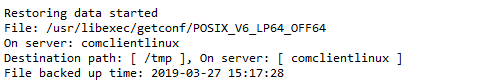 Restoring data started
File: /usr/libexec/getconf/POSIX_V6_LP64_OFF64
On server: comclientlinux
Destination path: [ /tmp ], On server: [ comclientlinux ]
File backed up time: 2019-03-27 15:17:28